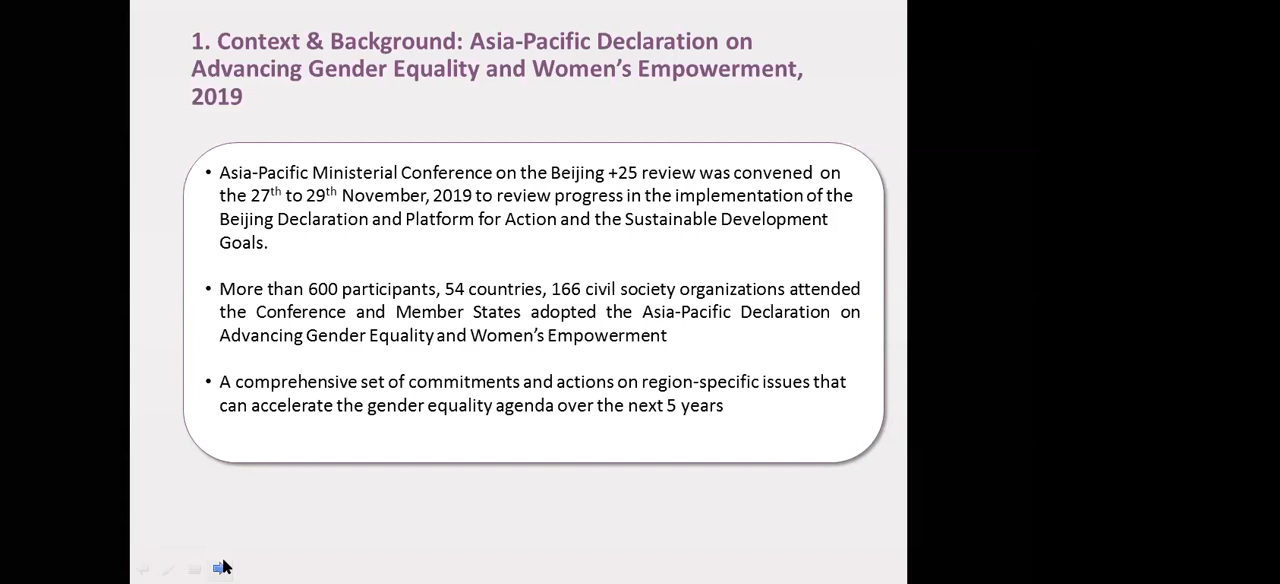 1. Context & Background: Asia-Pacific Declaration on
Advancing Gender Equality and Women’s Empowerment,
2019
• Asia-Pacific Ministerial Conference on the Beijing +25 review was convened on
the 27th to 29th November, 2019 to review progress in the implementation of the
Beijing Declaration and Platform for Action and the Sustainable Development
Goals.
• More than 600 participants, 54 countries, 166 civil society organizations attended
the Conference and Member States adopted the Asia-Pacific Declaration on
Advancing Gender Equality and Women’s Empowerment
• A comprehensive set of commitments and actions on region-specific issues that
can accelerate the gender equality agenda over the next 5 years